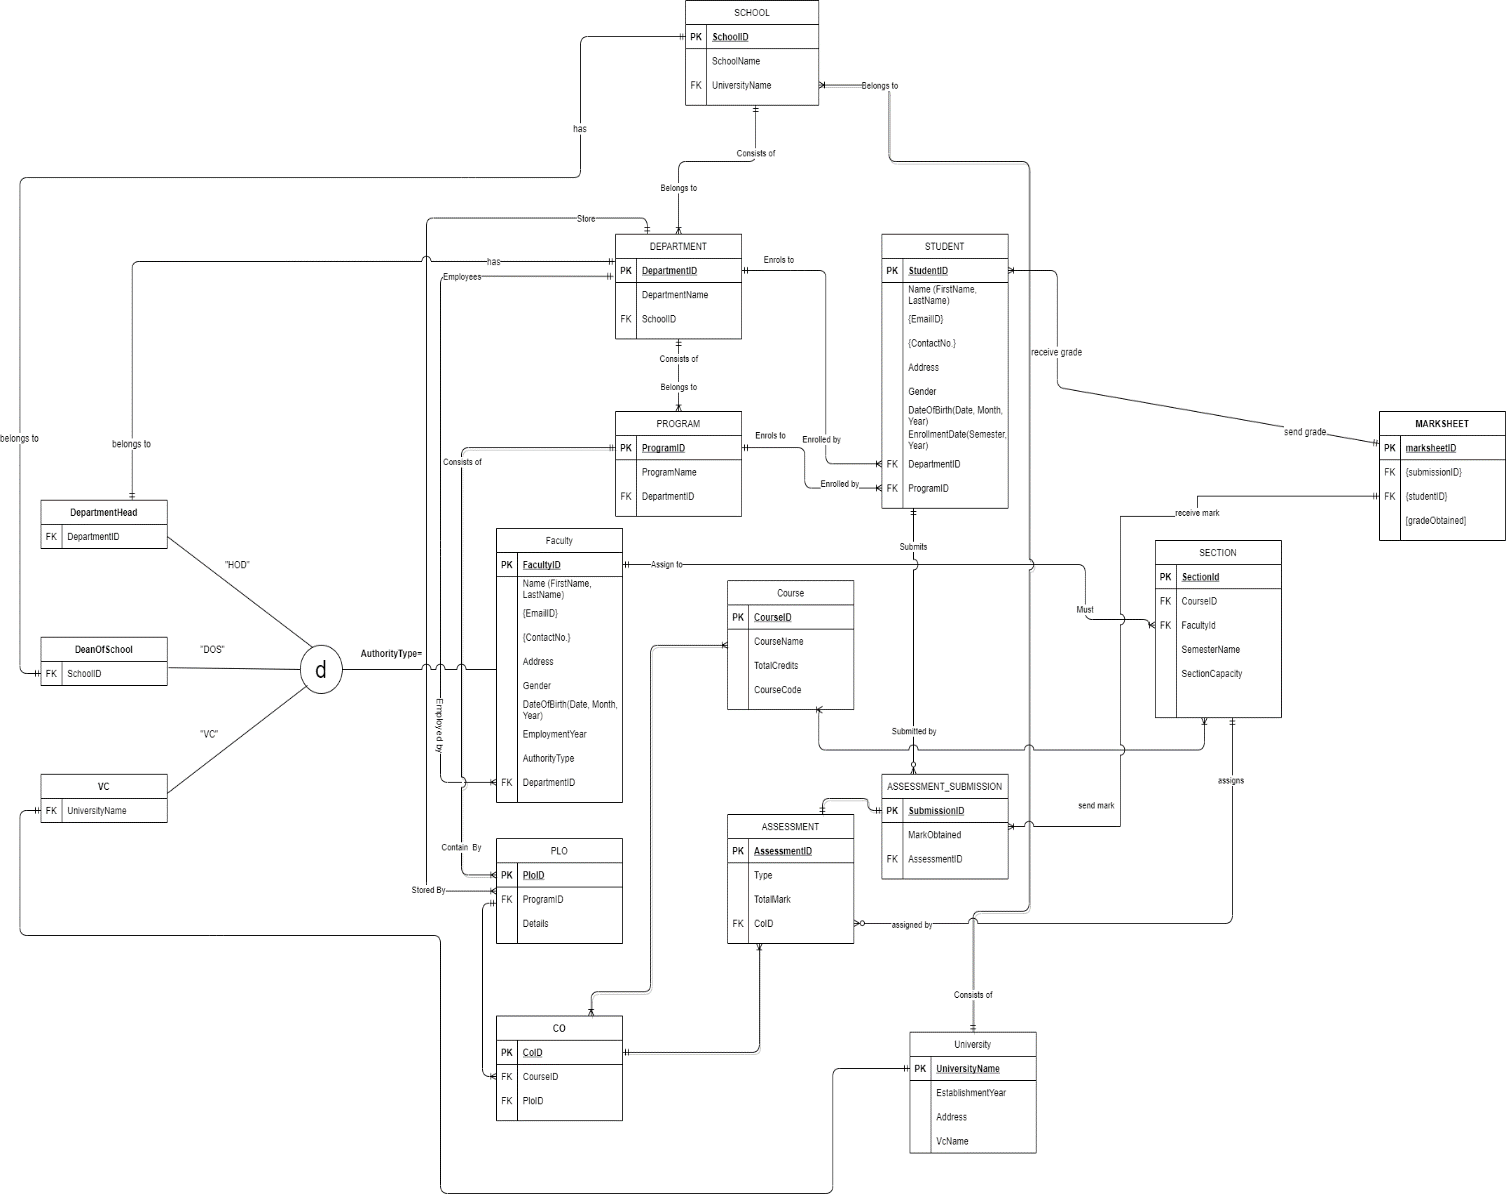 SCHOOL
PK SchoolID
SchoolName
FK UniversityName
Belongs to
has
Consists of
Belongs to
Store
DEPARTMENT
PK DepartmentID
DepartmentName
FK SchoolID
has
Employees
Enrols to
STUDENT
PK StudentID
Name (FirstName,
LastName)
{EmailID}
{ContactNo.}
Address
Gender
DateOfBirth(Date, Month,
Year)
EnrollmentDate(Semester,
Year)
FK DepartmentID
FK ProgramID
receive grade
send grade
Consists of
Belongs to
PROGRAM
PK ProgramID
ProgramName
FK DepartmentID
Enrols to
Enrolled by
Enrolled by
Consists of
MARKSHEET
PK marksheetID
FK {submissionID}
FK {studentID}
[gradeObtained]
receive mark
belongs to
belongs to
DepartmentHead
FK DepartmentID
"HOD"
DeanOfSchool
FK SchoolID
"DOS"
d
AuthorityType=
"VC"
VC
FK UniversityName
Faculty
PK FacultyID
Name (FirstName,
LastName)
{EmailID}
{ContactNo.}
Address
Gender
DateOfBirth(Date, Month,
Year)
EmploymentYear
AuthorityType
FK DepartmentID
Employed by
Assign to
Must
Submits
Course
PK CourseID
CourseName
TotalCredits
CourseCode
SECTION
PK SectionId
FK CourseID
FK FacultyId
SemesterName
SectionCapacity
Submitted by
assigns
send mark
ASSESSMENT_SUBMISSION
PK SubmissionID
MarkObtained
FK AssessmentID
ASSESSMENT
PK AssessmentID
Type
TotalMark
FK CoID
assigned by
Contain By
Stored By
PLO
PK PloID
FK ProgramID
Details
CO
PK CoID
FK CourseID
FK PloID
Consists of
University
PK UniversityName
EstablishmentYear
Address
VcName